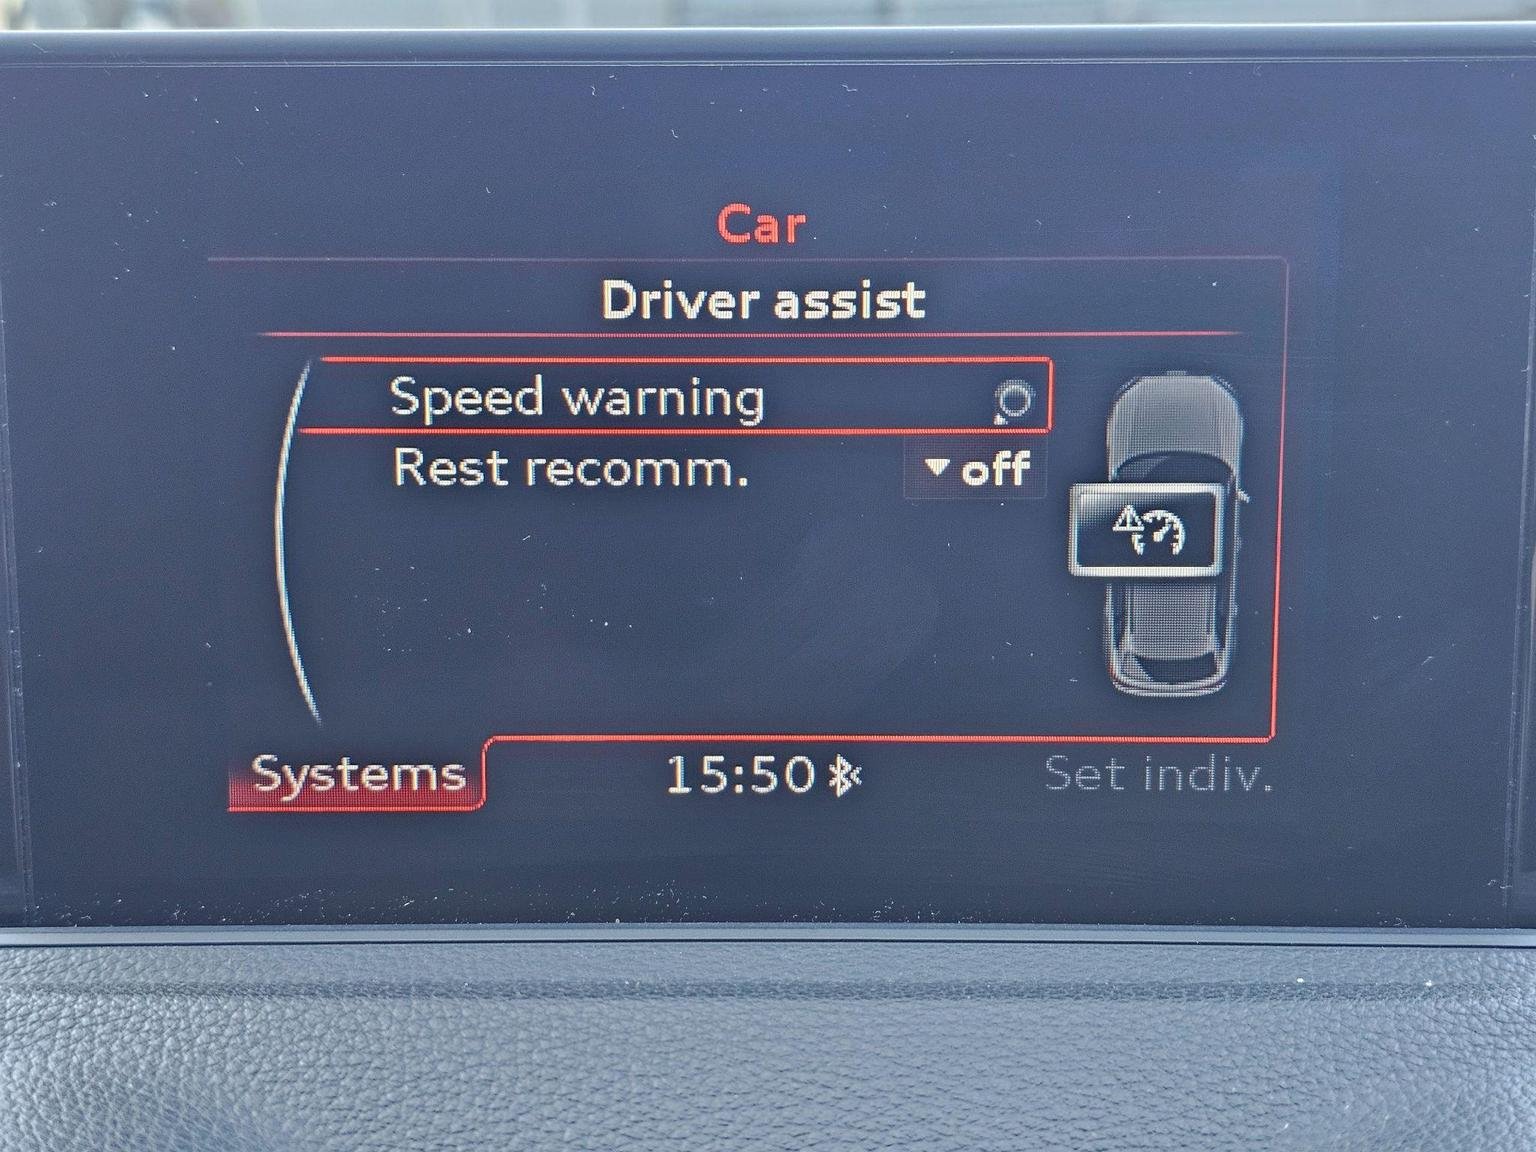 Car
Driver assist
Speed warning
Rest recomm. off
Systems 15:50 Set indiv.